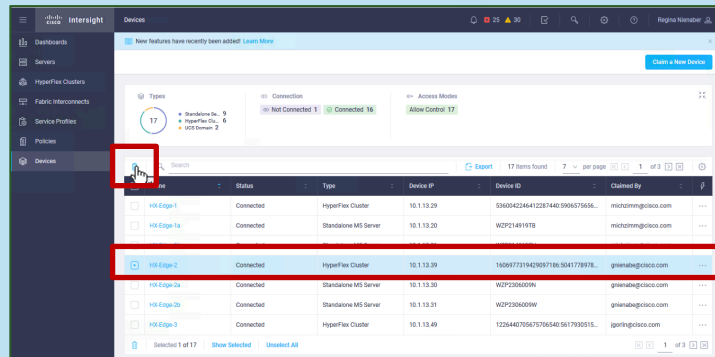 cisco Intersight Devices 25 30 Regina Nienaber
Dashboards
Servers
HyperFlex Clusters
Fabric Interconnects
Service Profiles
Policies
Devices
New features have recently been added! Learn More
Claim a New Device
Types Connection Access Modes
17 Standalone Se... 9 Not Connected 1 Connected 16 Allow Control 17
HyperFlex Clu... 6
UCS Domain 2
Search Export 17 items found 7 per page 1 of 3
Status Type Device IP Device ID Claimed By
HX-Edge-1 Connected HyperFlex Cluster 10.1.13.29 5360042246412287440:5906575656... michzimm@cisco.com
HX-Edge-1a Connected Standalone M5 Server 10.1.13.20 WZP214919TB michzimm@cisco.com
HX-Edge-2 Connected HyperFlex Cluster 10.1.13.39 1606977319429097186:5041778978... gnienabe@cisco.com
HX-Edge-2a Connected Standalone M5 Server 10.1.13.30 WZP2306009N gnienabe@cisco.com
HX-Edge-2b Connected Standalone M5 Server 10.1.13.31 WZP2306009W gnienabe@cisco.com
HX-Edge-3 Connected HyperFlex Cluster 10.1.13.49 1226440705675706540:5617930515... jgorlin@cisco.com
Selected 1 of 17 Show Selected Unselect All 1 of 3